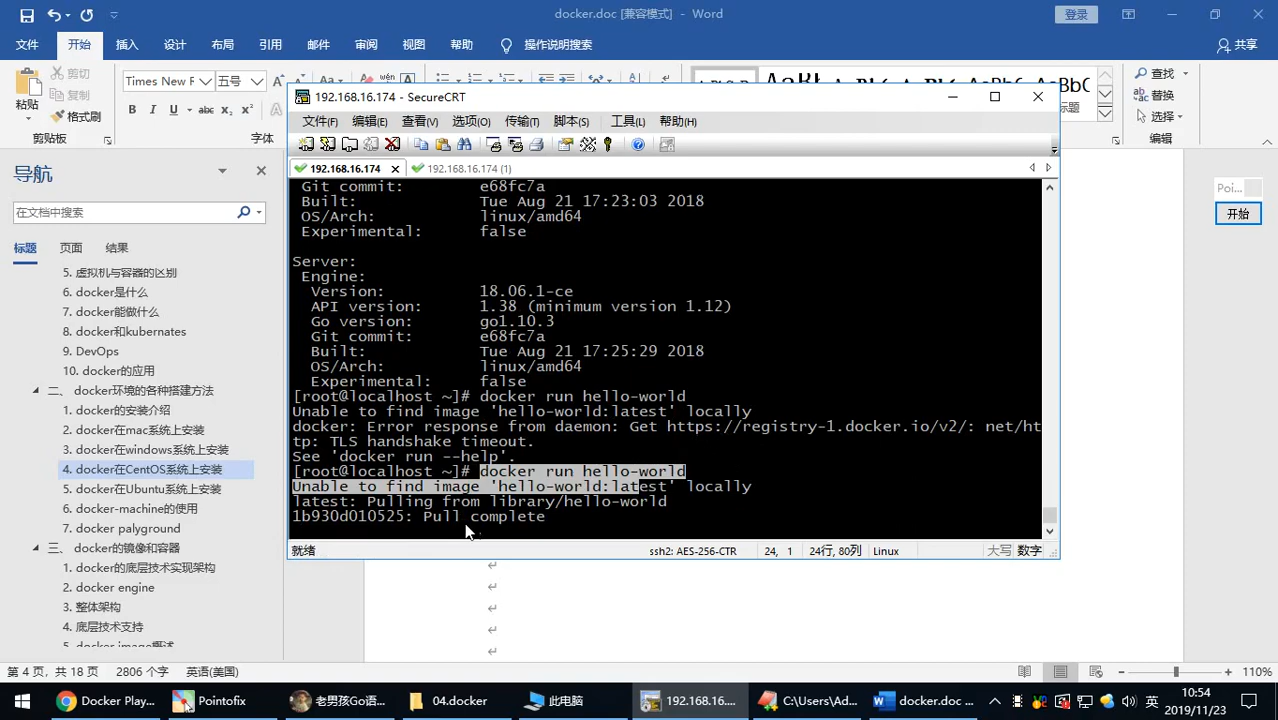 docker.doc [兼容模式] - Word
登录
文件 开始 插入 设计 布局 引用 邮件 审阅 视图 帮助 操作说明搜索 共享
粘贴
剪切
复制
格式刷
剪贴板
Times New R 五号
字体
标题
查找
替换
选择
编辑
导航
在文档中搜索
标题 页面 结果
5. 虚拟机与容器的区别
6. docker是什么
7. docker能做什么
8. docker和kubernetes
9. DevOps
10. docker的应用
二、 docker环境的各种搭建方法
1. docker的安装介绍
2. docker在mac系统上安装
3. docker在windows系统上安装
4. docker在CentOS系统上安装
5. docker在Ubuntu系统上安装
6. docker-machine的使用
7. docker playground
三、 docker的镜像和容器
1. docker的底层技术实现架构
2. docker engine
3. 整体架构
4. 底层技术支持
5. docker image概述
192.168.16.174 - SecureCRT
文件(F) 编辑(E) 查看(V) 选项(O) 传输(T) 脚本(S) 工具(L) 帮助(H)
192.168.16.174 192.168.16.174 (1)
Git commit: e68fc7a
Built: Tue Aug 21 17:23:03 2018
OS/Arch: linux/amd64
Experimental: false
Server:
Engine:
Version: 18.06.1-ce
API version: 1.38 (minimum version 1.12)
Go version: go1.10.3
Git commit: e68fc7a
Built: Tue Aug 21 17:25:29 2018
OS/Arch: linux/amd64
Experimental: false
[root@localhost ~]# docker run hello-world
Unable to find image 'hello-world:latest' locally
docker: Error response from daemon: Get https://registry-1.docker.io/v2/: net/ht
tp: TLS handshake timeout.
See 'docker run --help'.
[root@localhost ~]# docker run hello-world
Unable to find image 'hello-world:latest' locally
latest: Pulling from library/hello-world
1b930d010525: Pull complete
就绪 ssh2: AES-256-CTR 24, 1 24行, 80列 Linux 大写 数字
Poi...
开始
第 4 页，共 18 页 2806 个字 英语(美国) 110%
Docker Play... Pointofix 老男孩Go语... 04.docker 此电脑 192.168.16.... C:\Users\Ad... docker.doc ... 英
10:54
2019/11/23